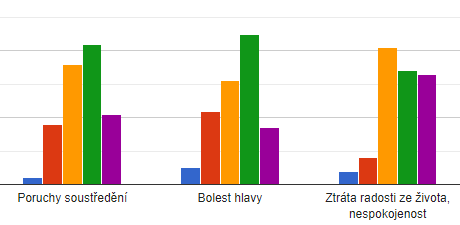 Poruchy soustředění
Bolest hlavy
Ztráta radosti ze života,
nespokojenost